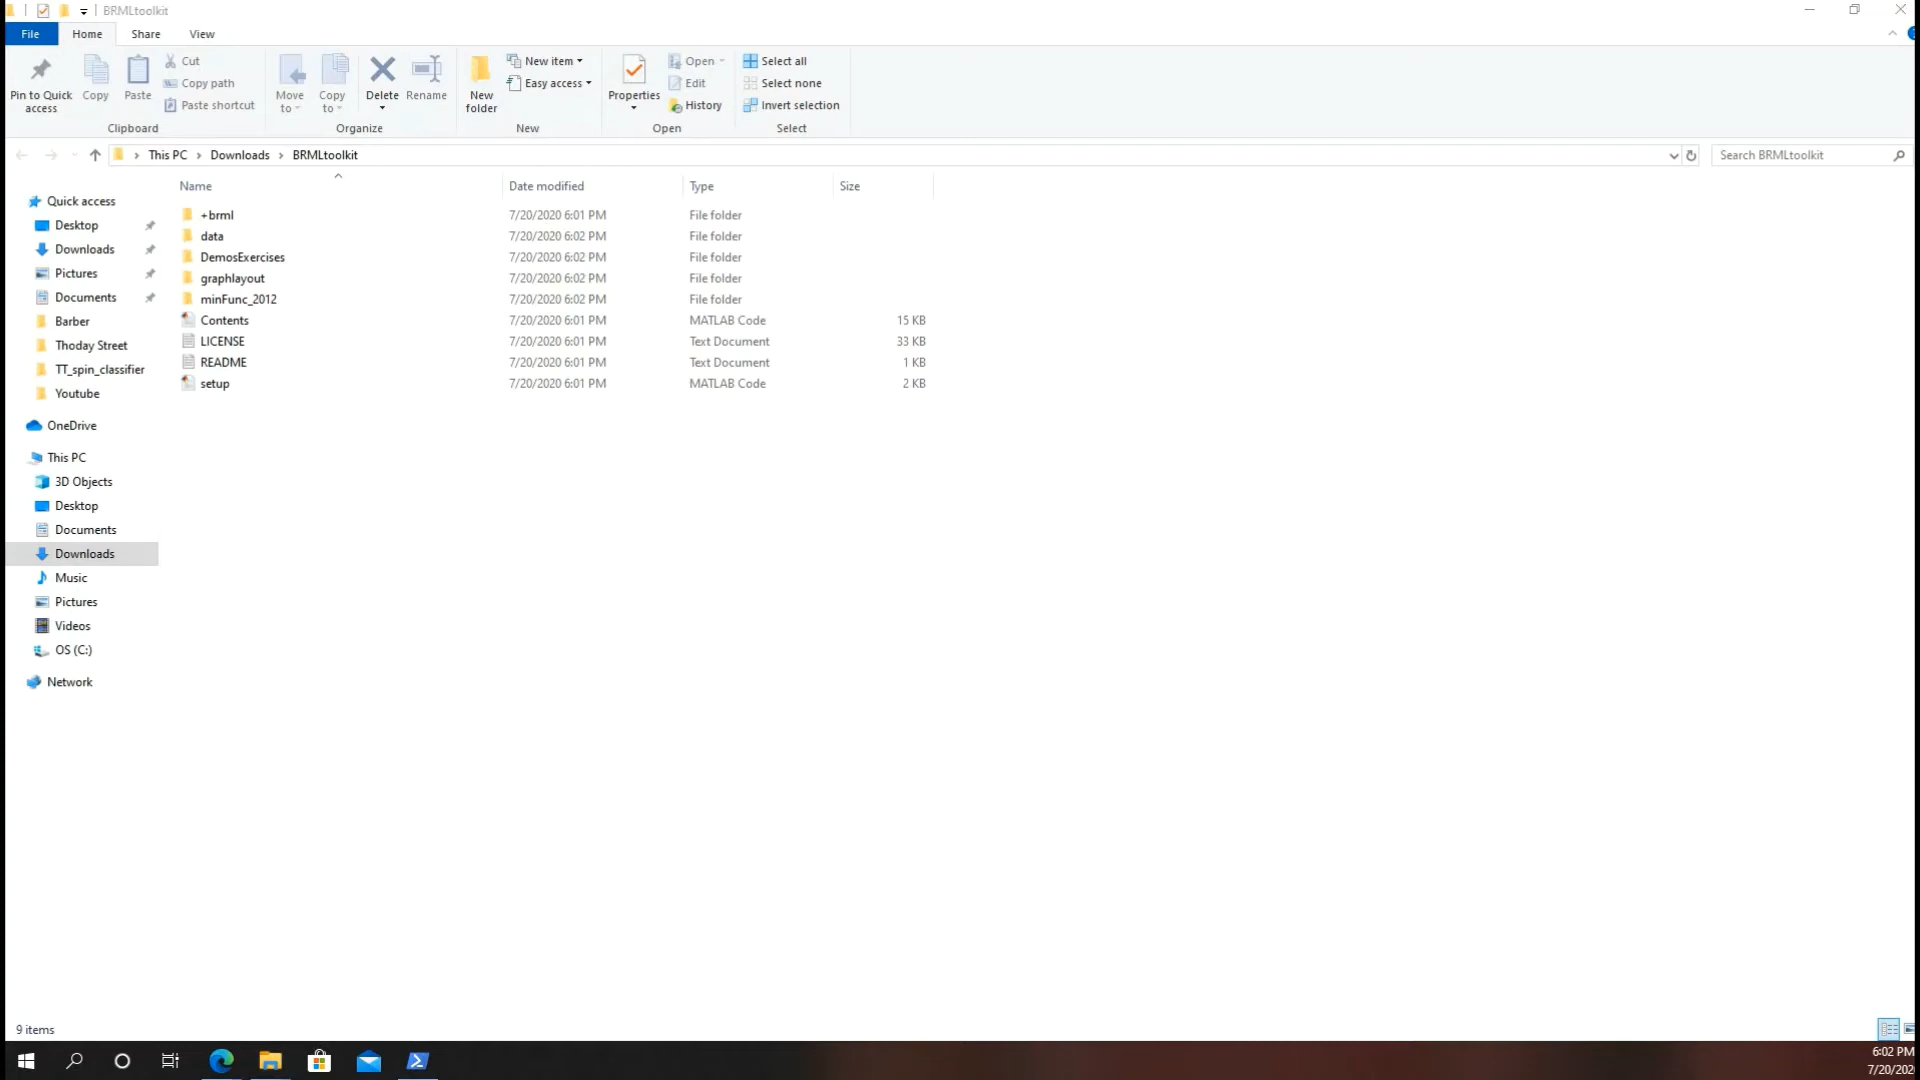 BRMLtoolkit
File Home Share View
Pin to Quick access
Copy
Paste
Cut
Copy path
Paste shortcut
Clipboard
Move to
Copy to
Delete
Rename
Organize
New folder
New item
Easy access
New
Properties
Open
Edit
History
Open
Select all
Select none
Invert selection
Select
This PC > Downloads > BRMLtoolkit
Search BRMLtoolkit
Name Date modified Type Size
+brml 7/20/2020 6:01 PM File folder
data 7/20/2020 6:02 PM File folder
DemosExercises 7/20/2020 6:02 PM File folder
graphlayout 7/20/2020 6:02 PM File folder
minFunc_2012 7/20/2020 6:02 PM File folder
Contents 7/20/2020 6:01 PM MATLAB Code 15 KB
LICENSE 7/20/2020 6:01 PM Text Document 33 KB
README 7/20/2020 6:01 PM Text Document 1 KB
setup 7/20/2020 6:01 PM MATLAB Code 2 KB
Quick access
Desktop
Downloads
Pictures
Documents
Barber
Thoday Street
TT_spin_classifier
Youtube
OneDrive
This PC
3D Objects
Desktop
Documents
Downloads
Music
Pictures
Videos
OS (C:)
Network
9 items
6:02 PM
7/20/202